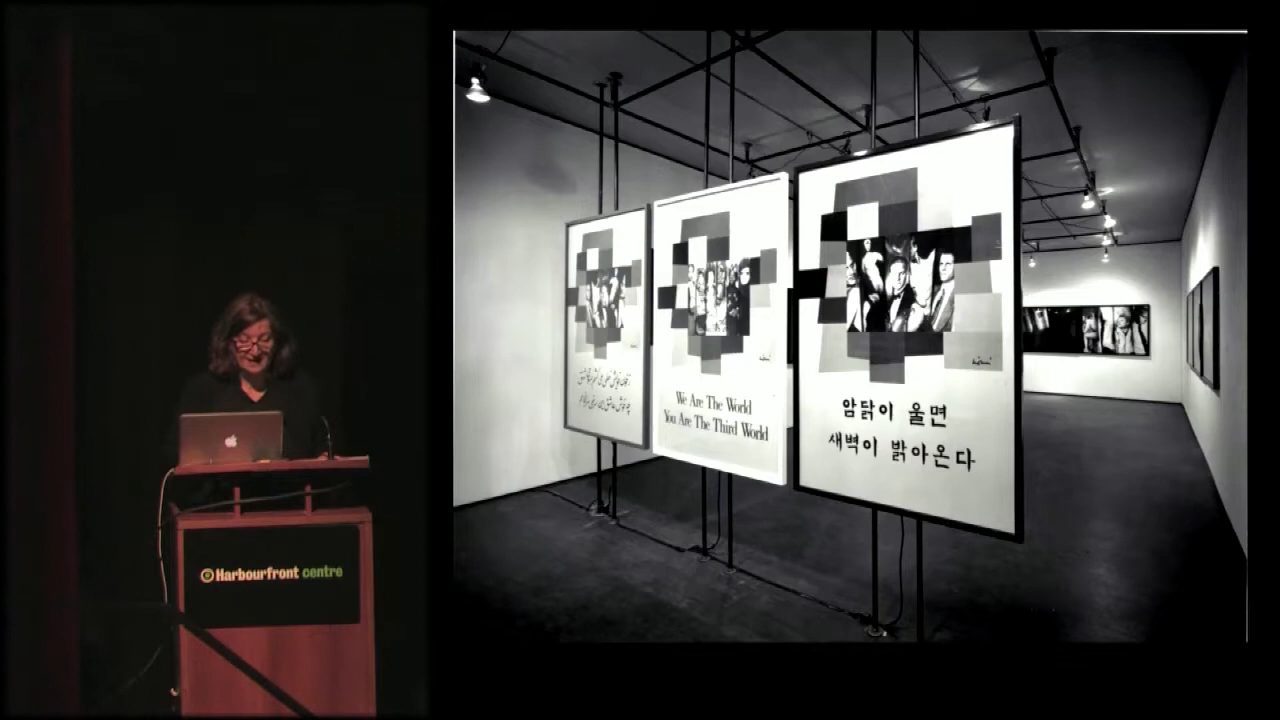 Harbourfront centre
We Are The World
You Are The Third World
암탉이 울면
새벽이 밝아온다